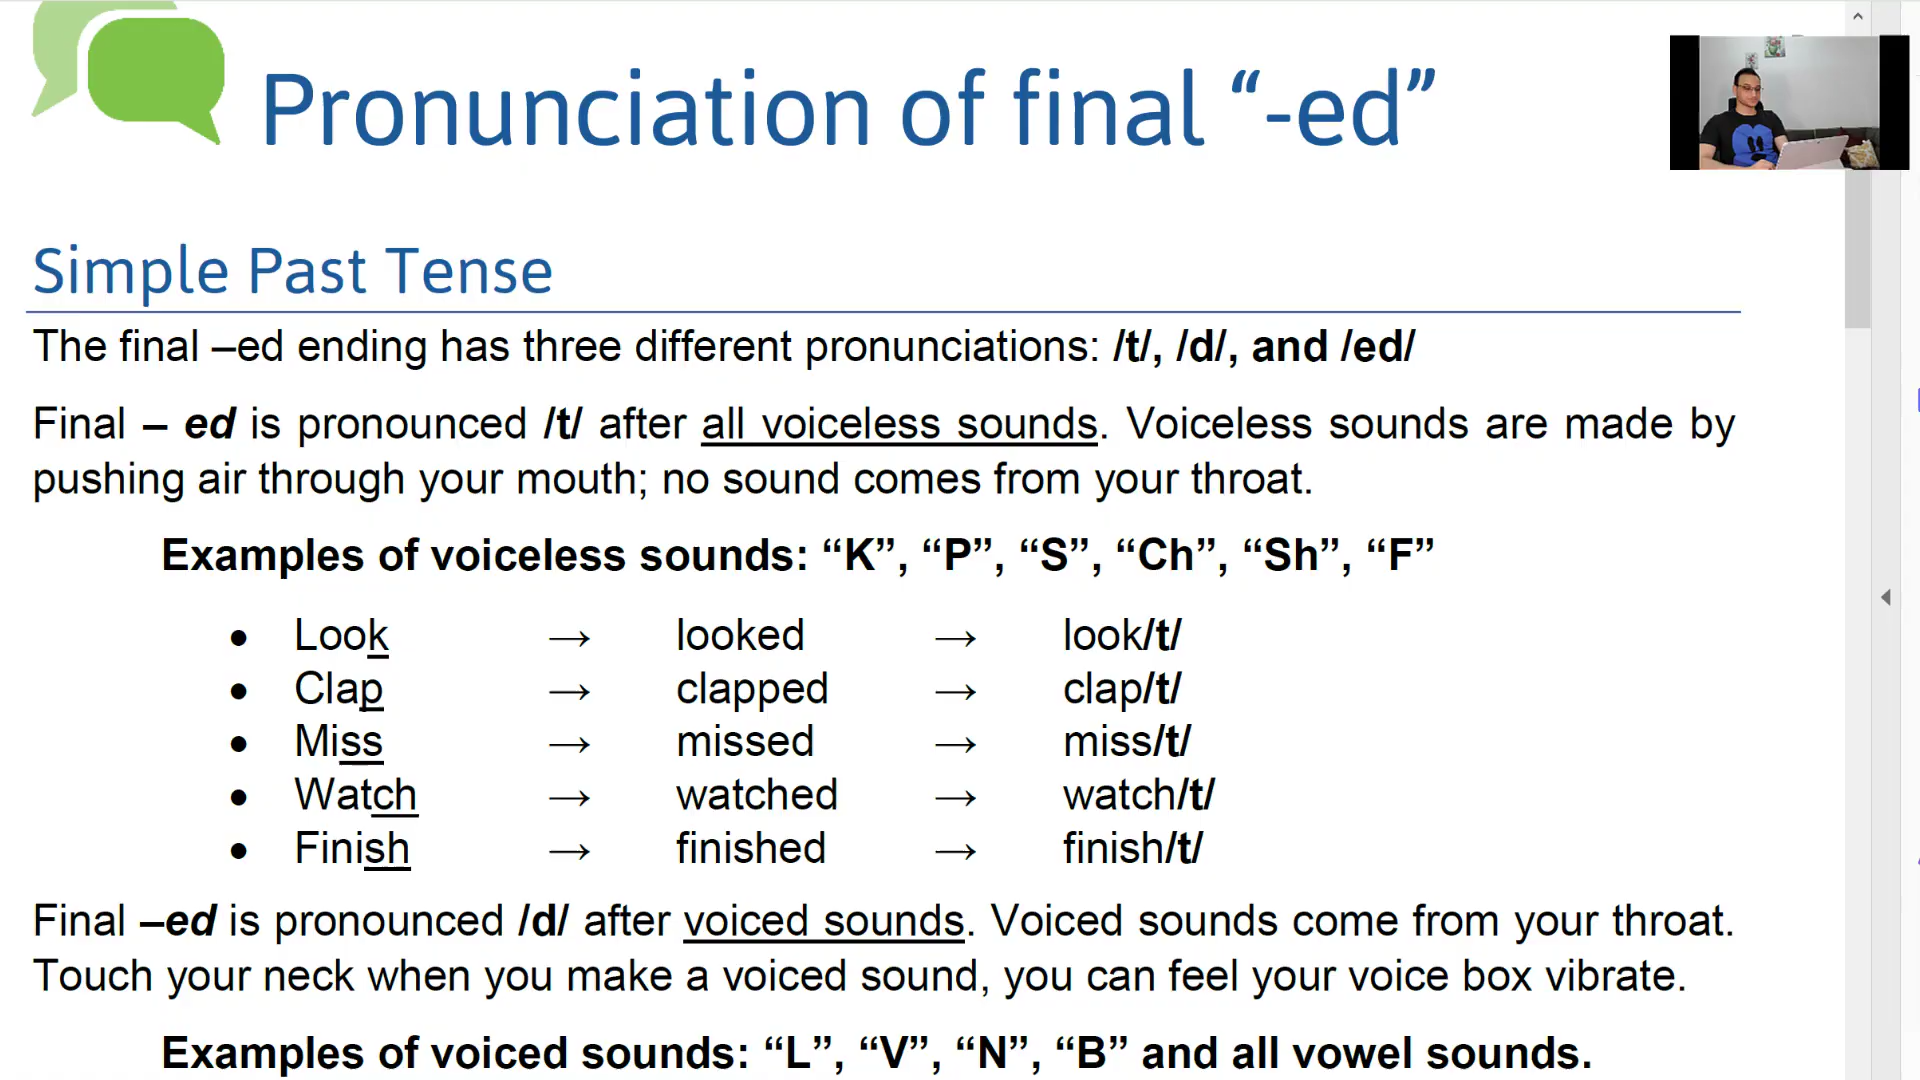 Pronunciation of final “-ed”
Simple Past Tense
The final –ed ending has three different pronunciations: /t/, /d/, and /ed/
Final – ed is pronounced /t/ after all voiceless sounds. Voiceless sounds are made by
pushing air through your mouth; no sound comes from your throat.
Examples of voiceless sounds: “K”, “P”, “S”, “Ch”, “Sh”, “F”
• Look → looked → look/t/
• Clap → clapped → clap/t/
• Miss → missed → miss/t/
• Watch → watched → watch/t/
• Finish → finished → finish/t/
Final –ed is pronounced /d/ after voiced sounds. Voiced sounds come from your throat.
Touch your neck when you make a voiced sound, you can feel your voice box vibrate.
Examples of voiced sounds: “L”, “V”, “N”, “B” and all vowel sounds.